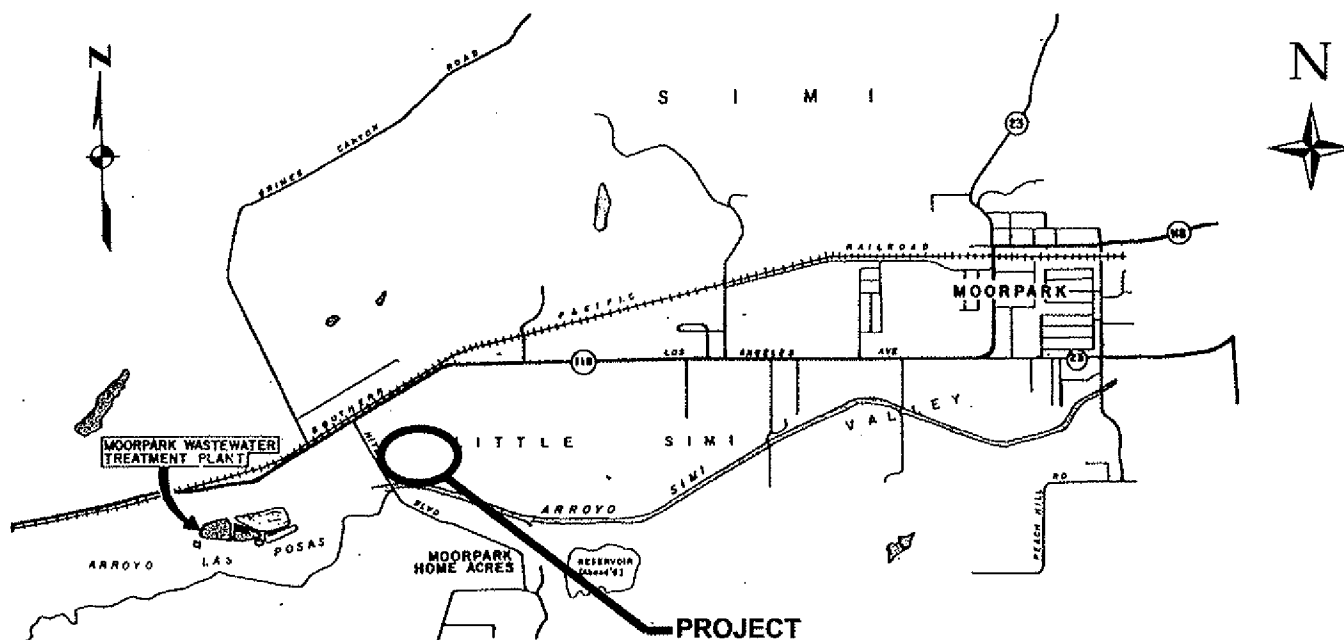 N
N
ROAD
CANYON
GRIMES
S I M I
23
118
RAILROAD
PACIFIC
SOUTHERN
MOORPARK
118
LOS ANGELES AVE
23
LITTLE SIMI VALLEY
MOORPARK WASTEWATER
TREATMENT PLANT
BLVD
ARROYO SIMI
PEACH HILL RD
ARROYO LAS POSAS
MOORPARK
HOME ACRES
RESERVOIR
PROJECT